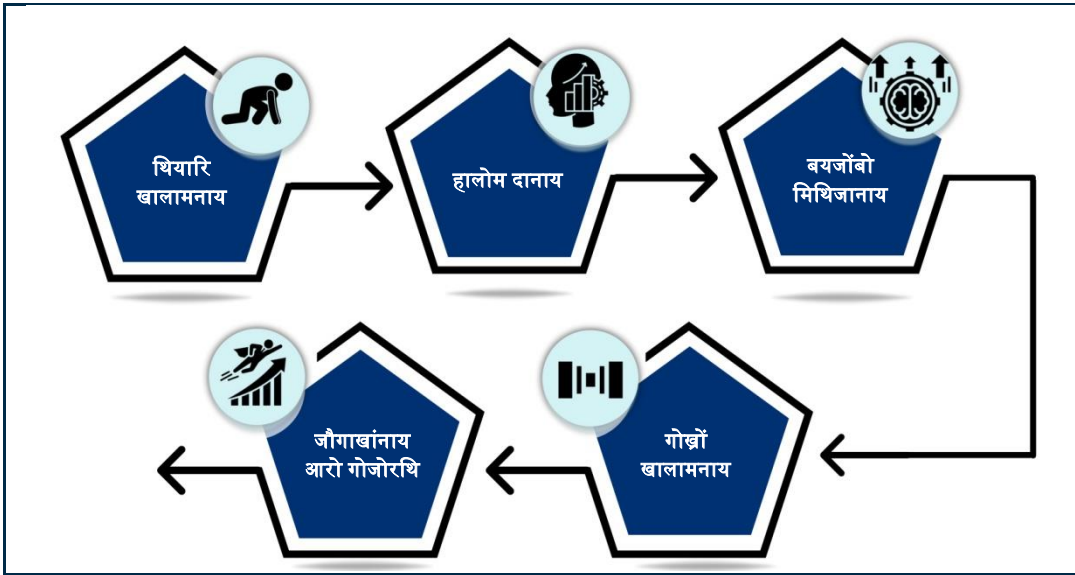 थियारि
खालामनाय
हालोम दानाय
बयजोंबो
मिथिजानाय
गोख्रों
खालामनाय
जौगाखांनाय
आरो गोजोरथि